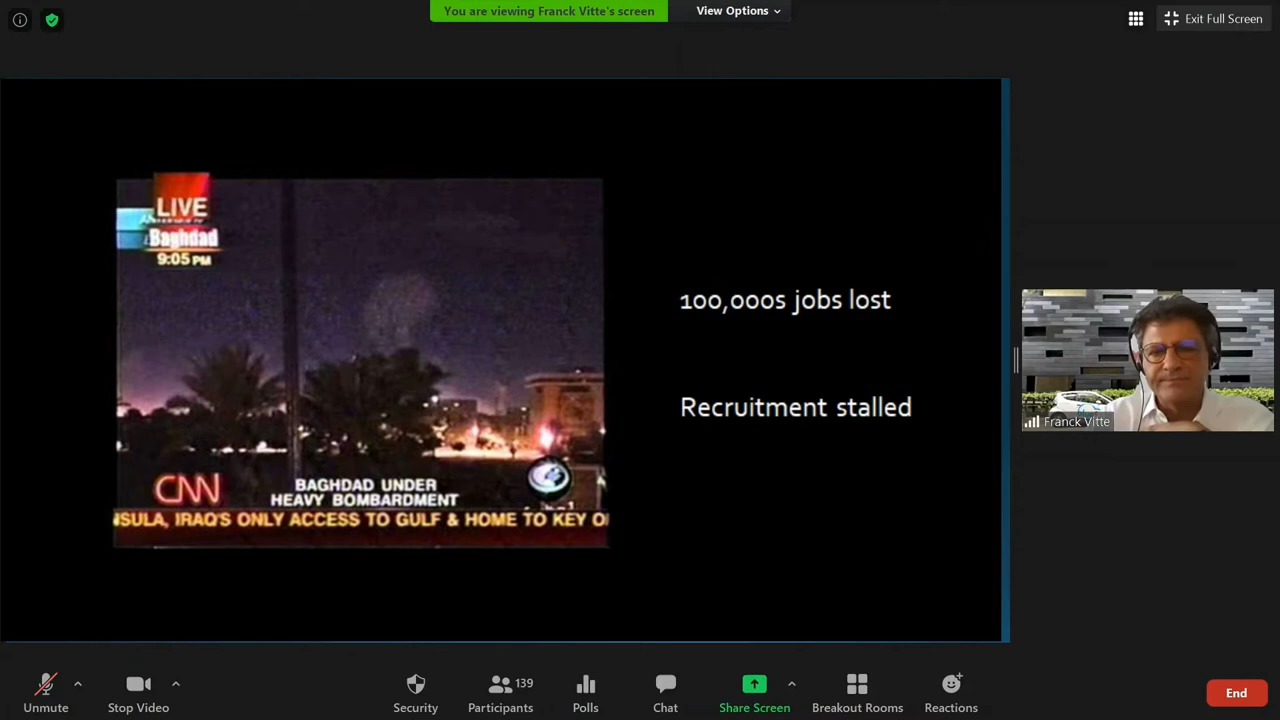 You are viewing Franck Vitte's screen
View Options
Exit Full Screen
LIVE
Baghdad
9:05 PM
100,000s jobs lost
Recruitment stalled
Franck Vitte
CNN
BAGHDAD UNDER
HEAVY BOMBARDMENT
NSULA, IRAQ'S ONLY ACCESS TO GULF & HOME TO KEY O
Unmute
Stop Video
Security
139
Participants
Polls
Chat
Share Screen
Breakout Rooms
Reactions
End